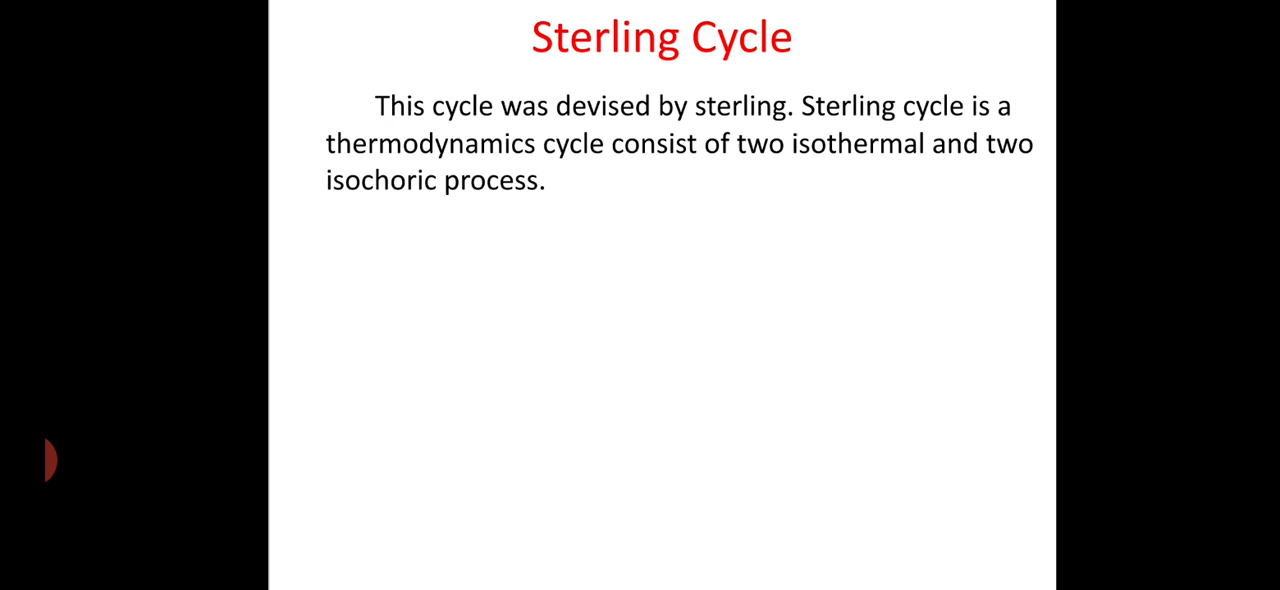 Sterling Cycle
This cycle was devised by sterling. Sterling cycle is a
thermodynamics cycle consist of two isothermal and two
isochoric process.